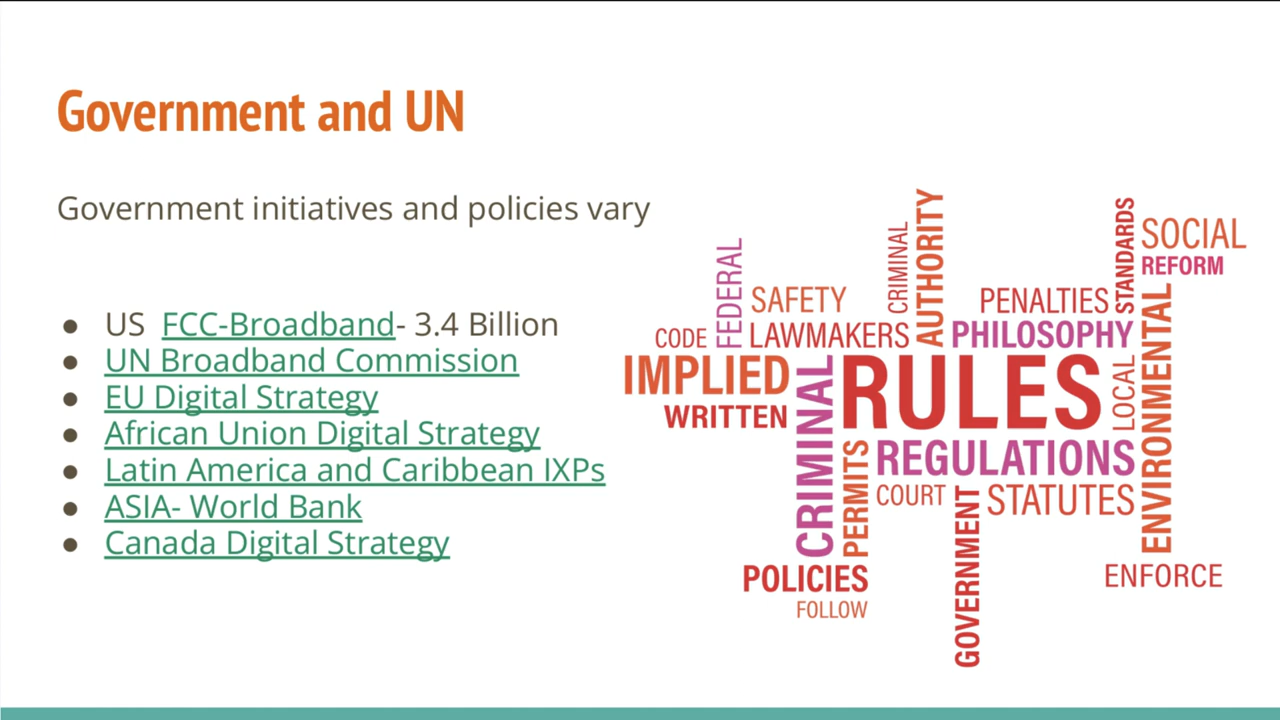 Government and UN
Government initiatives and policies vary
● US  FCC-Broadband- 3.4 Billion
● UN Broadband Commission
● EU Digital Strategy
● African Union Digital Strategy
● Latin America and Caribbean IXPs
● ASIA- World Bank
● Canada Digital Strategy
FEDERAL
CRIMINAL
AUTHORITY
STANDARDS
SOCIAL
REFORM
SAFETY
PENALTIES
CODE
LAWMAKERS
PHILOSOPHY
ENVIRONMENTAL
IMPLIED
CRIMINAL
RULES
LOCAL
WRITTEN
PERMITS
REGULATIONS
COURT
STATUTES
GOVERNMENT
POLICIES
ENFORCE
FOLLOW